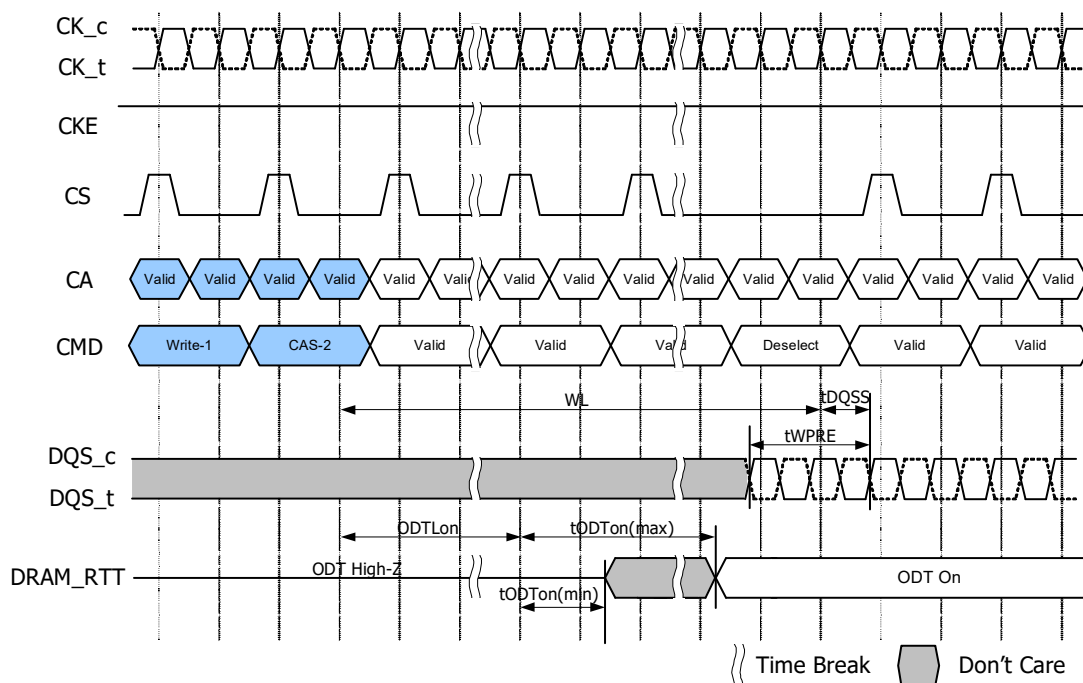 CK_c
CK_t
CKE
CS
CA Valid Valid Valid Valid Valid Valid Valid Valid Valid Valid Valid Valid Valid Valid Valid Valid
CMD Write-1 CAS-2 Valid Valid Valid Deselect Valid Valid
WL tDQSS
tWPRE
DQS_c
DQS_t
ODTLon tODTon(max)
DRAM_RTT ODT High-Z ODT On
tODTon(min)
Time Break Don't Care